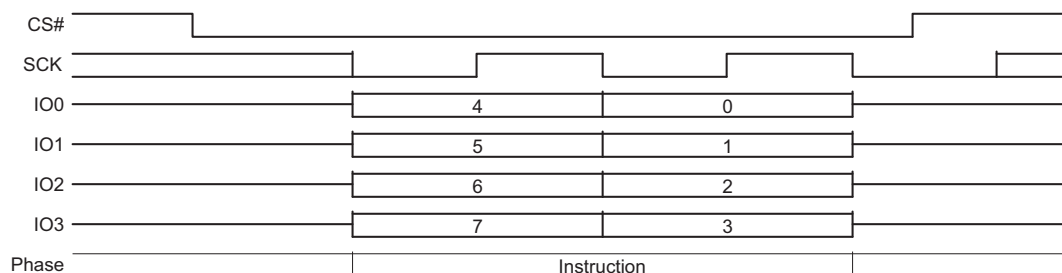 CS#
SCK
IO0 4 0
IO1 5 1
IO2 6 2
IO3 7 3
Phase Instruction